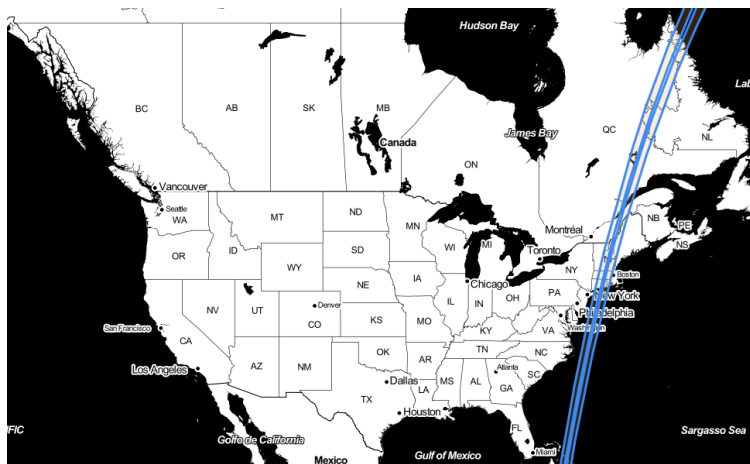 Hudson Bay
BC
AB
SK
MB
Canada
James Bay
ON
QC
Lab
NL
Vancouver
Seattle
WA
MT
ND
MN
Montréal
NB
PE
NS
OR
ID
WY
SD
WI
MI
Toronto
NY
Boston
IA
Chicago
NE
PA
New York
NV
UT
Denver
CO
KS
IL
IN
OH
Philadelphia
Washington
San Francisco
CA
MO
KY
VA
Los Angeles
AZ
NM
OK
AR
TN
NC
Dallas
Atlanta
SC
TX
LA
MS
AL
GA
Houston
FL
IFIC
Golfo de California
Mexico
Gulf of Mexico
Miami
Sargasso Sea